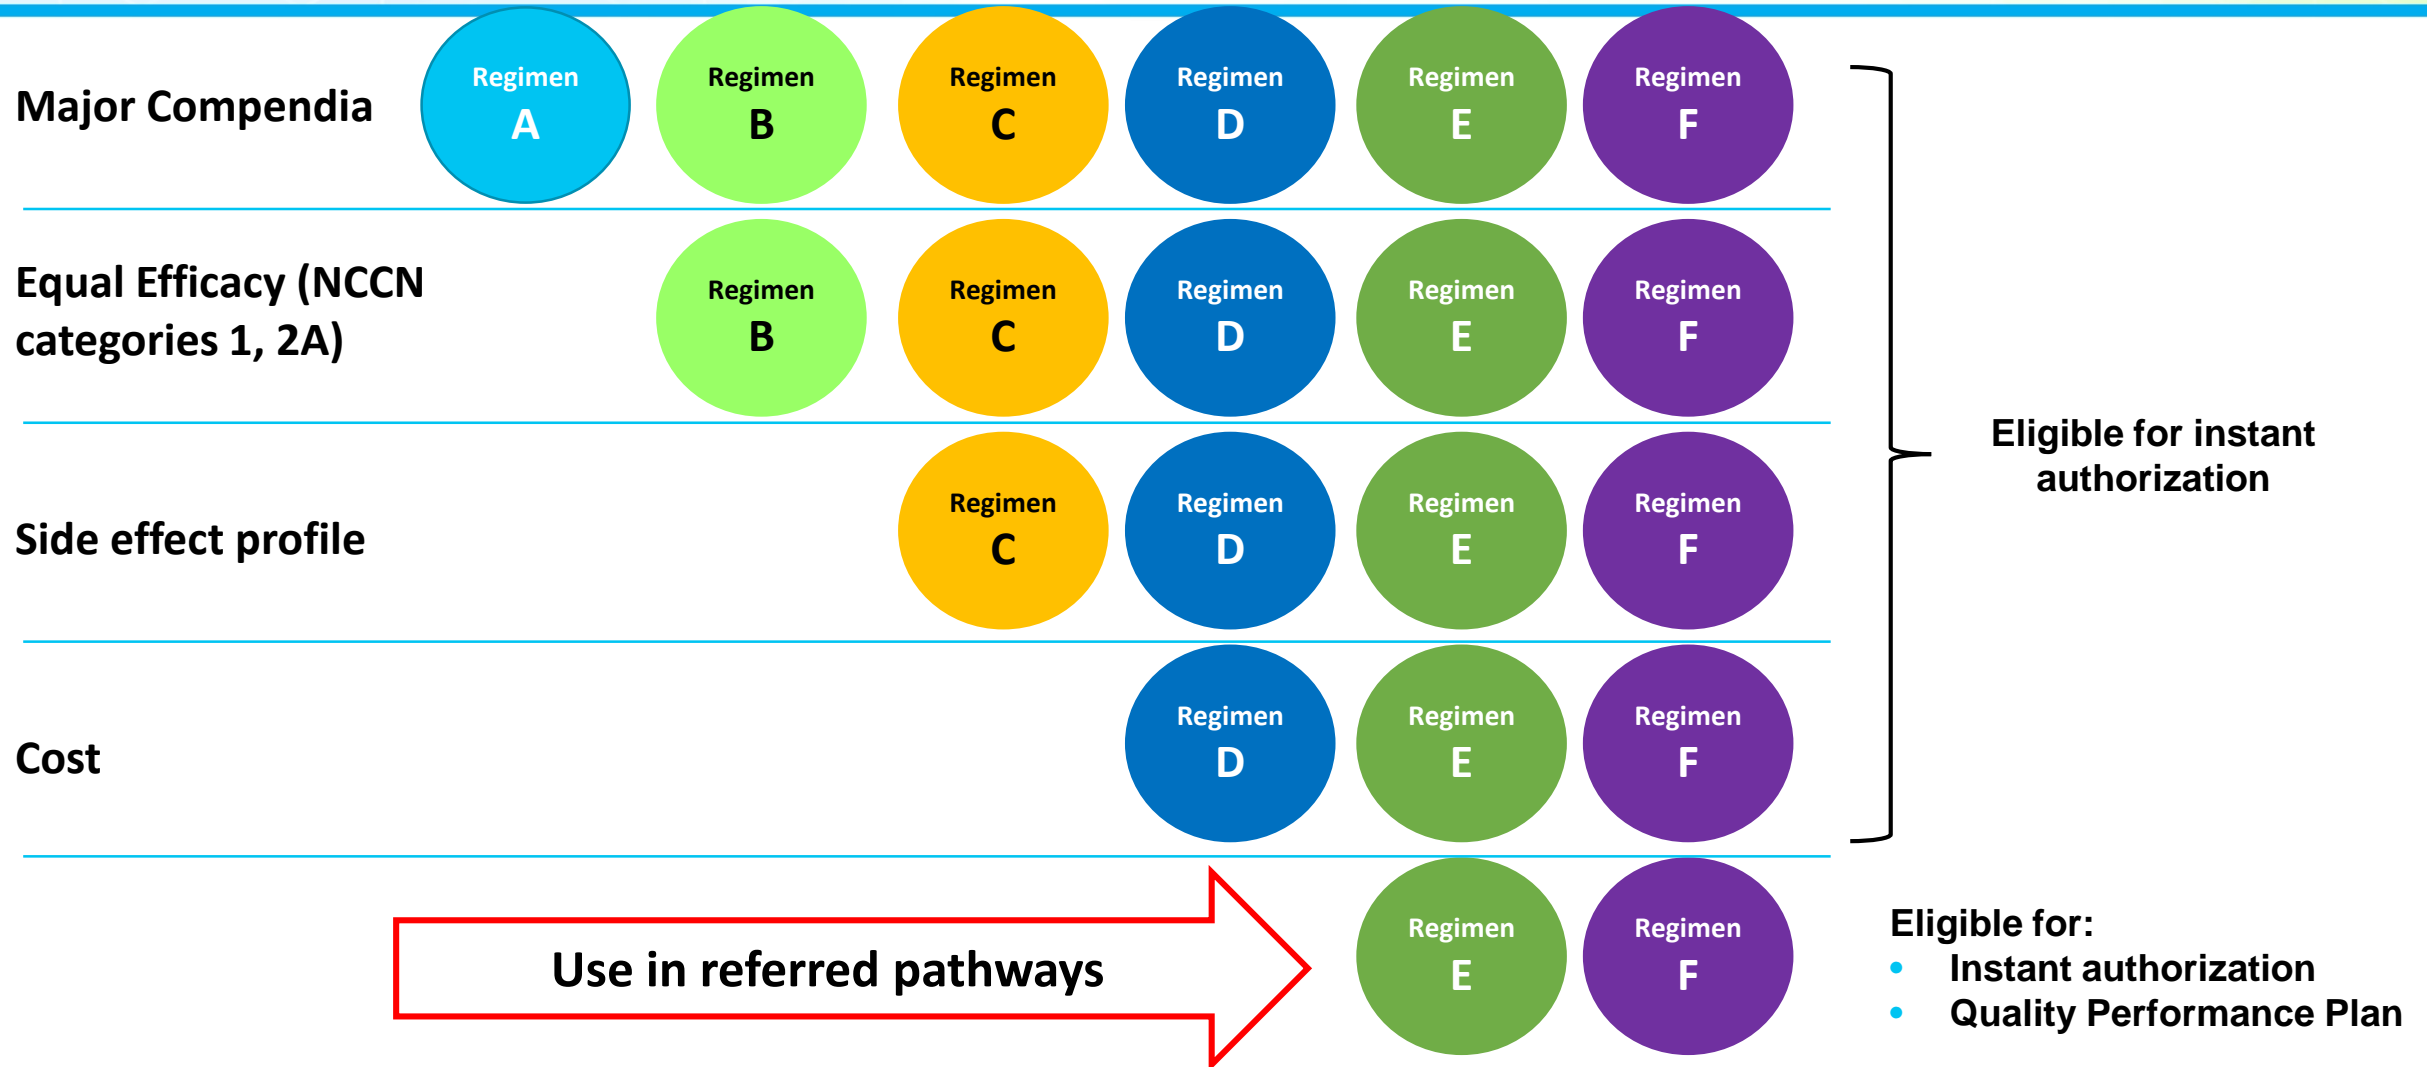 Major Compendia
Regimen
A
Regimen
B
Regimen
C
Regimen
D
Regimen
E
Regimen
F
Equal Efficacy (NCCN
categories 1, 2A)
Regimen
B
Regimen
C
Regimen
D
Regimen
E
Regimen
F
Eligible for instant
authorization
Side effect profile
Regimen
C
Regimen
D
Regimen
E
Regimen
F
Cost
Regimen
D
Regimen
E
Regimen
F
Use in referred pathways
Regimen
E
Regimen
F
Eligible for:
• Instant authorization
• Quality Performance Plan